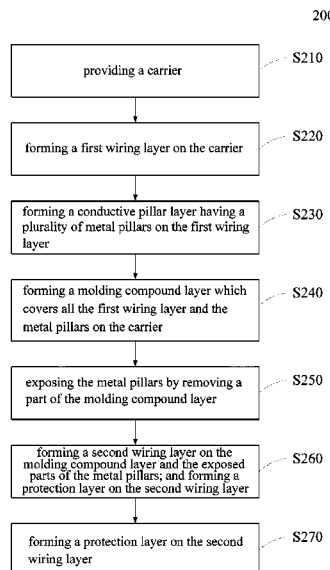 200
providing a carrier
S210
forming a first wiring layer on the carrier
S220
forming a conductive pillar layer having a
plurality of metal pillars on the first wiring
layer
S230
forming a molding compound layer which
covers all the first wiring layer and the
metal pillars on the carrier
S240
exposing the metal pillars by removing a
part of the molding compound layer
S250
forming a second wiring layer on the
molding compound layer and the exposed
parts of the metal pillars; and forming a
protection layer on the second wiring layer
S260
forming a protection layer on the second
wiring layer
S270